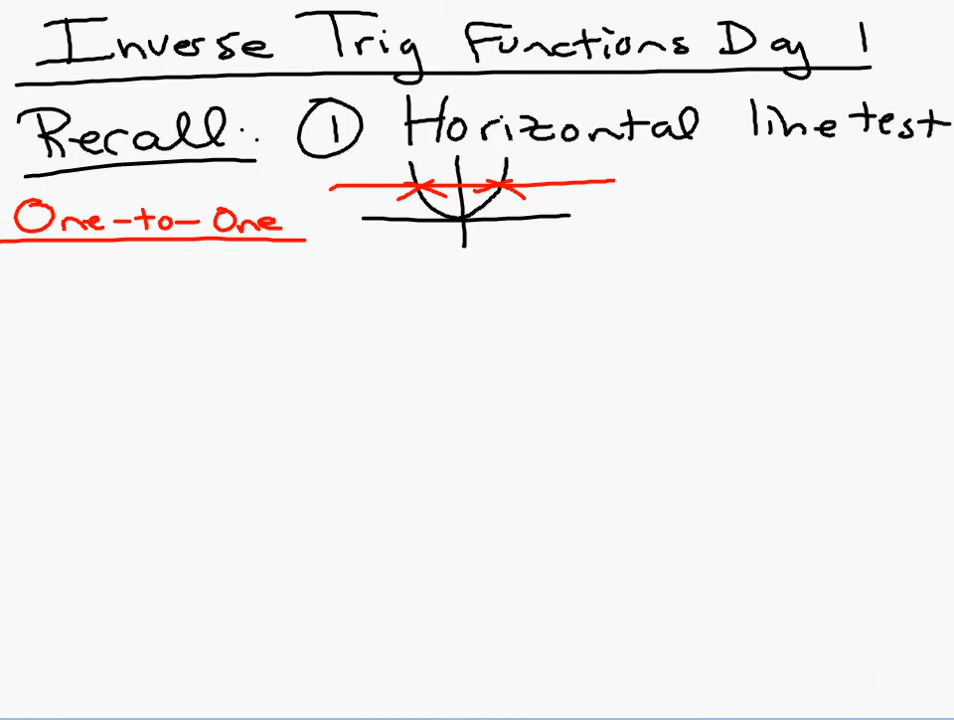 Inverse Trig Functions Day 1
Recall: ① Horizontal line test
One-to-One